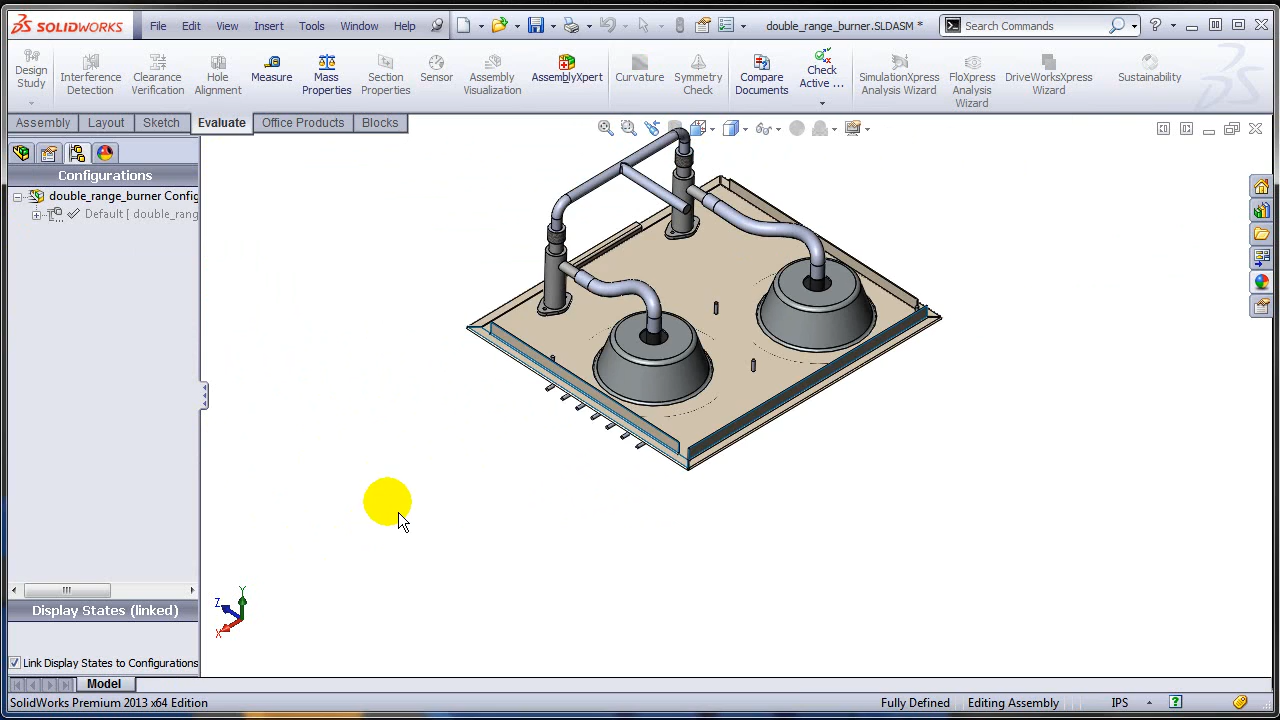 SOLIDWORKS File Edit View Insert Tools Window Help double_range_burner.SLDASM * Search Commands
Design Study
Interference Detection
Clearance Verification
Hole Alignment
Measure
Mass Properties
Section Properties
Sensor
Assembly Visualization
AssemblyXpert
Curvature
Symmetry Check
Compare Documents
Check Active ...
SimulationXpress Analysis Wizard
FloXpress Analysis Wizard
DriveWorksXpress Wizard
Sustainability
Assembly Layout Sketch Evaluate Office Products Blocks
Configurations
double_range_burner Config
Default [ double_rang
Y
Z
X
Display States (linked)
Link Display States to Configurations
Model
SolidWorks Premium 2013 x64 Edition Fully Defined Editing Assembly IPS